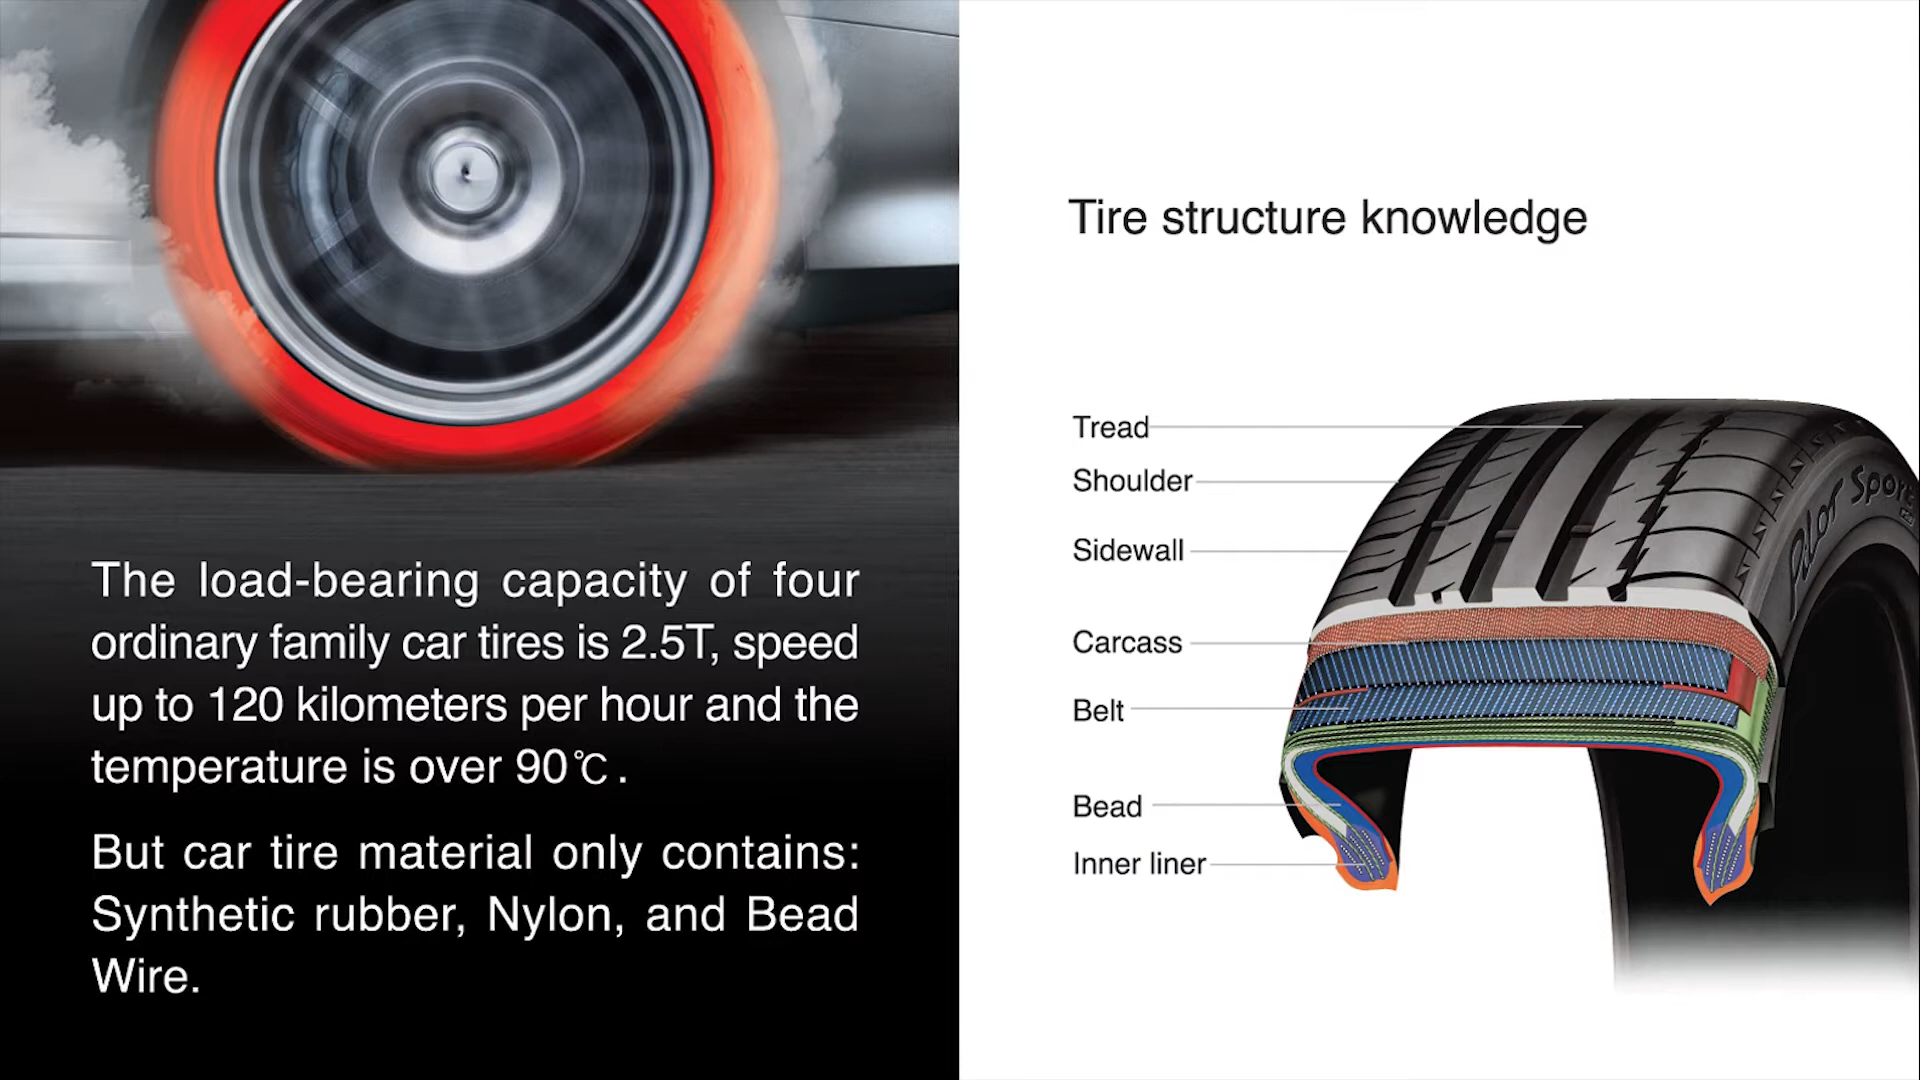 The load-bearing capacity of four
ordinary family car tires is 2.5T, speed
up to 120 kilometers per hour and the
temperature is over 90℃ .
But car tire material only contains:
Synthetic rubber, Nylon, and Bead
Wire.
Tire structure knowledge
Tread
Shoulder
Sidewall
Carcass
Belt
Bead
Inner liner
Pilot Sport